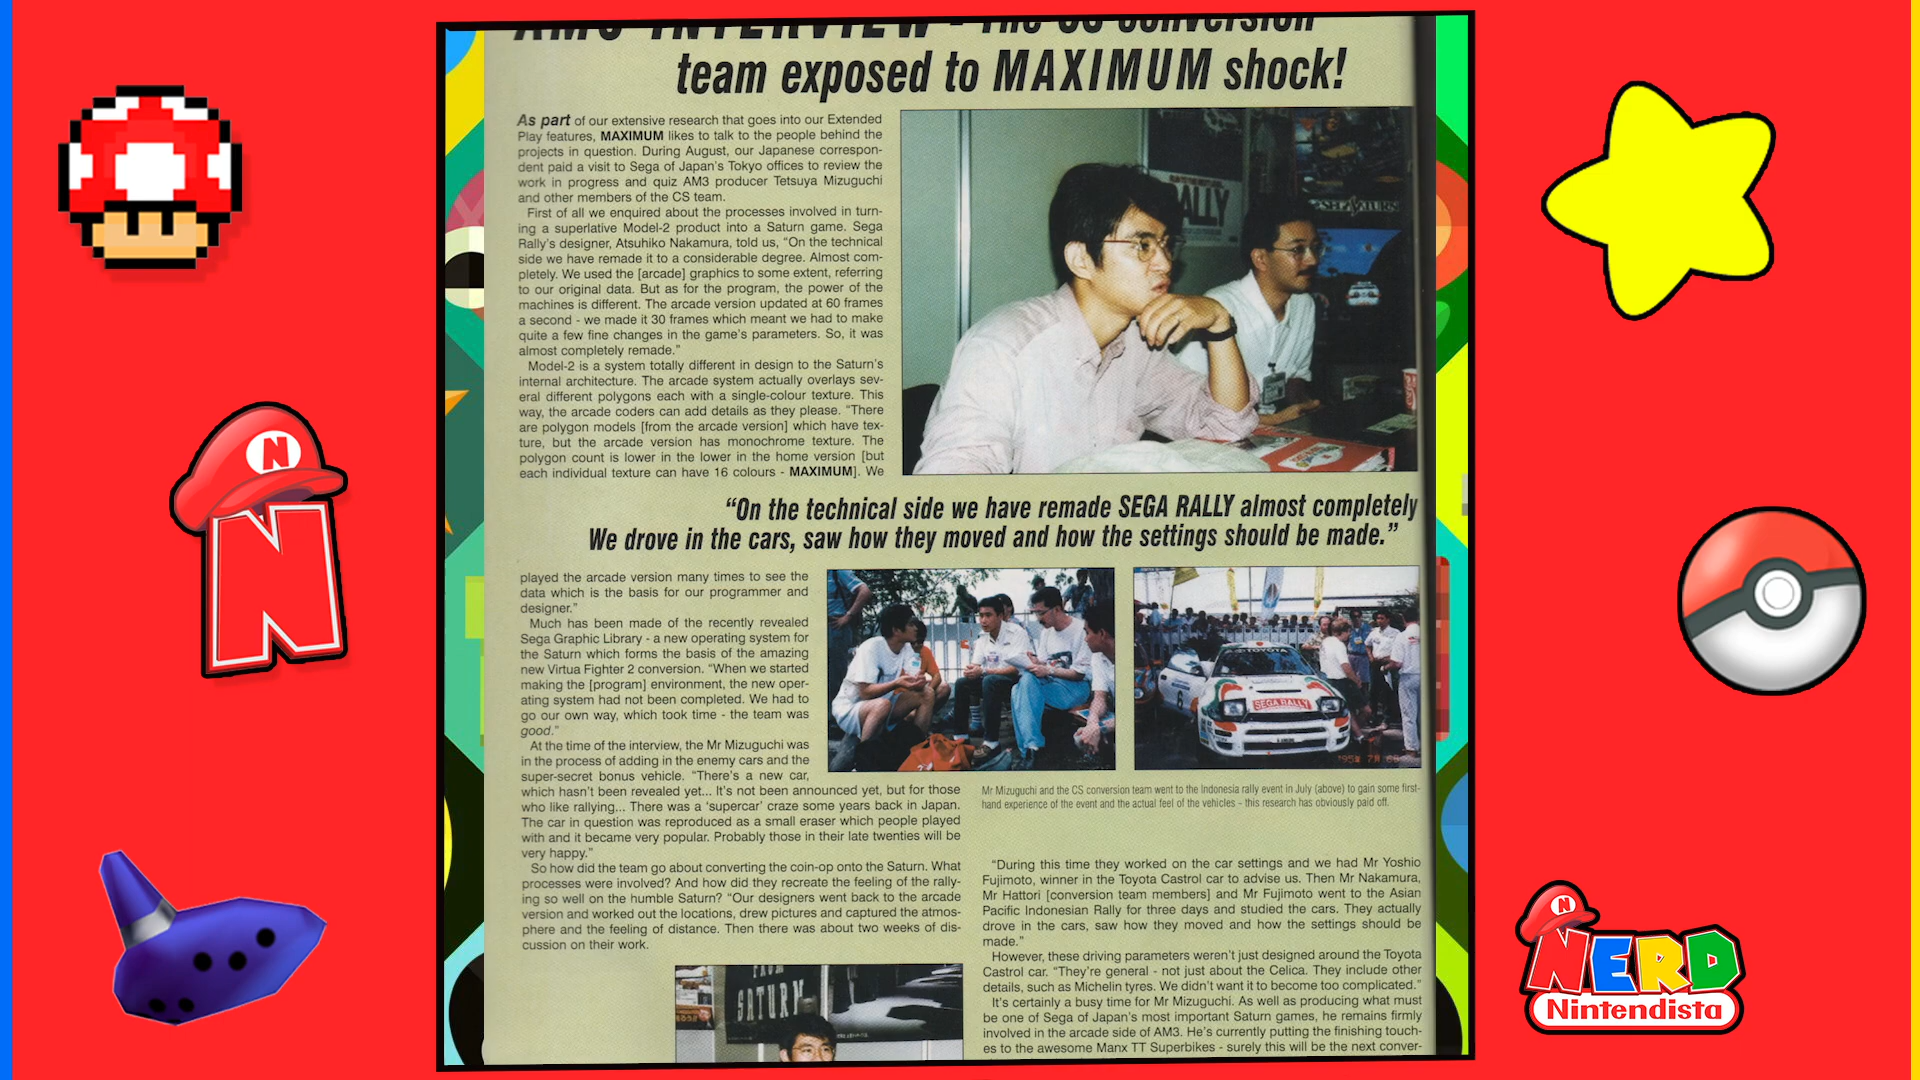 AM3 INTERVIEW - The CS conversion
team exposed to MAXIMUM shock!
As part of our extensive research that goes into our Extended
Play features, MAXIMUM likes to talk to the people behind the
projects in question. During August, our Japanese correspon-
dent paid a visit to Sega of Japan's Tokyo offices to review the
work in progress and quiz AM3 producer Tetsuya Mizuguchi
and other members of the CS team.
First of all we enquired about the processes involved in turn-
ing a superlative Model-2 product into a Saturn game. Sega
Rally's designer, Atsuhiko Nakamura, told us, “On the technical
side we have remade it to a considerable degree. Almost com-
pletely. We used the [arcade] graphics to some extent, referring
to our original data. But as for the program, the power of the
machines is different. The arcade version updated at 60 frames
a second - we made it 30 frames which meant we had to make
quite a few fine changes in the game's parameters. So, it was
almost completely remade.”
Model-2 is a system totally different in design to the Saturn's
internal architecture. The arcade system actually overlays sev-
eral different polygons each with a single-colour texture. This
way, the arcade coders can add details as they please. “There
are polygon models [from the arcade version] which have tex-
ture, but the arcade version has monochrome texture. The
polygon count is lower in the lower in the home version [but
each individual texture can have 16 colours - MAXIMUM]. We
RALLY
SEGA SATURN
“On the technical side we have remade SEGA RALLY almost completely
We drove in the cars, saw how they moved and how the settings should be made.”
played the arcade version many times to see the
data which is the basis for our programmer and
designer.”
Much has been made of the recently revealed
Sega Graphic Library - a new operating system for
the Saturn which forms the basis of the amazing
new Virtua Fighter 2 conversion. “When we started
making the [program] environment, the new oper-
ating system had not been completed. We had to
go our own way, which took time - the team was
good.”
At the time of the interview, the Mr Mizuguchi was
in the process of adding in the enemy cars and the
super-secret bonus vehicle. “There's a new car,
which hasn't been revealed yet... It's not been announced yet, but for those
who like rallying... There was a ‘supercar’ craze some years back in Japan.
The car in question was reproduced as a small eraser which people played
with and it became very popular. Probably those in their late twenties will be
very happy.”
So how did the team go about converting the coin-op onto the Saturn. What
processes were involved? And how did they recreate the feeling of the rally-
ing so well on the humble Saturn? “Our designers went back to the arcade
version and worked out the locations, drew pictures and captured the atmos-
phere and the feeling of distance. Then there was about two weeks of dis-
cussion on their work.
SATURN
TOYOTA
6
SEGA RALLY
Mr Mizuguchi and the CS conversion team went to the Indonesia rally event in July (above) to gain some first-
hand experience of the event and the actual feel of the vehicles - this research has obviously paid off.
“During this time they worked on the car settings and we had Mr Yoshio
Fujimoto, winner in the Toyota Castrol car to advise us. Then Mr Nakamura,
Mr Hattori [conversion team members] and Mr Fujimoto went to the Asian
Pacific Indonesian Rally for three days and studied the cars. They actually
drove in the cars, saw how they moved and how the settings should be
made.”
However, these driving parameters weren't just designed around the Toyota
Castrol car. “They're general - not just about the Celica. They include other
details, such as Michelin tyres. We didn't want it to become too complicated.”
It's certainly a busy time for Mr Mizuguchi. As well as producing what must
be one of Sega of Japan's most important Saturn games, he remains firmly
involved in the arcade side of AM3. He's currently putting the finishing touch-
es to the awesome Manx TT Superbikes - surely this will be the next conver-
N
N
N
NERD
Nintendista